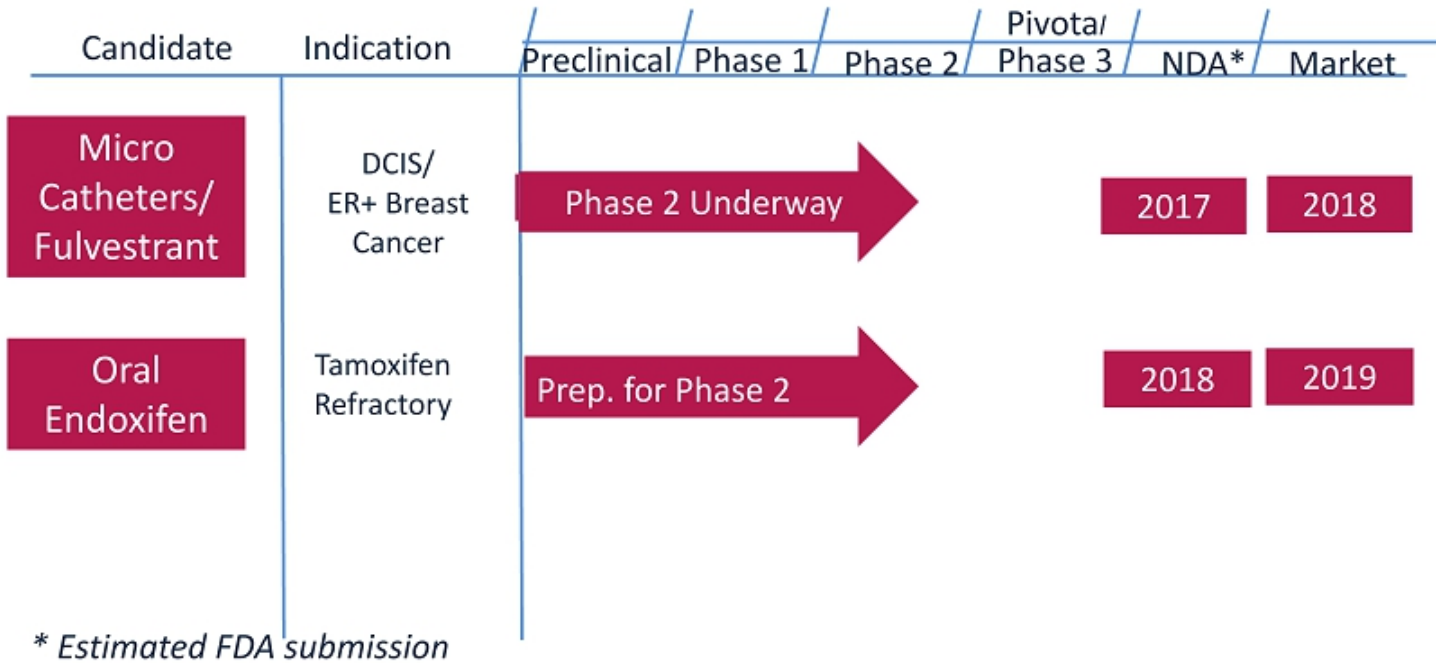 Candidate Indication Preclinical Phase 1 Phase 2 Pivotal
Phase 3 NDA* Market
Micro
Catheters/
Fulvestrant
DCIS/
ER+ Breast
Cancer
Phase 2 Underway
2017
2018
Oral
Endoxifen
Tamoxifen
Refractory
Prep. for Phase 2
2018
2019
* Estimated FDA submission